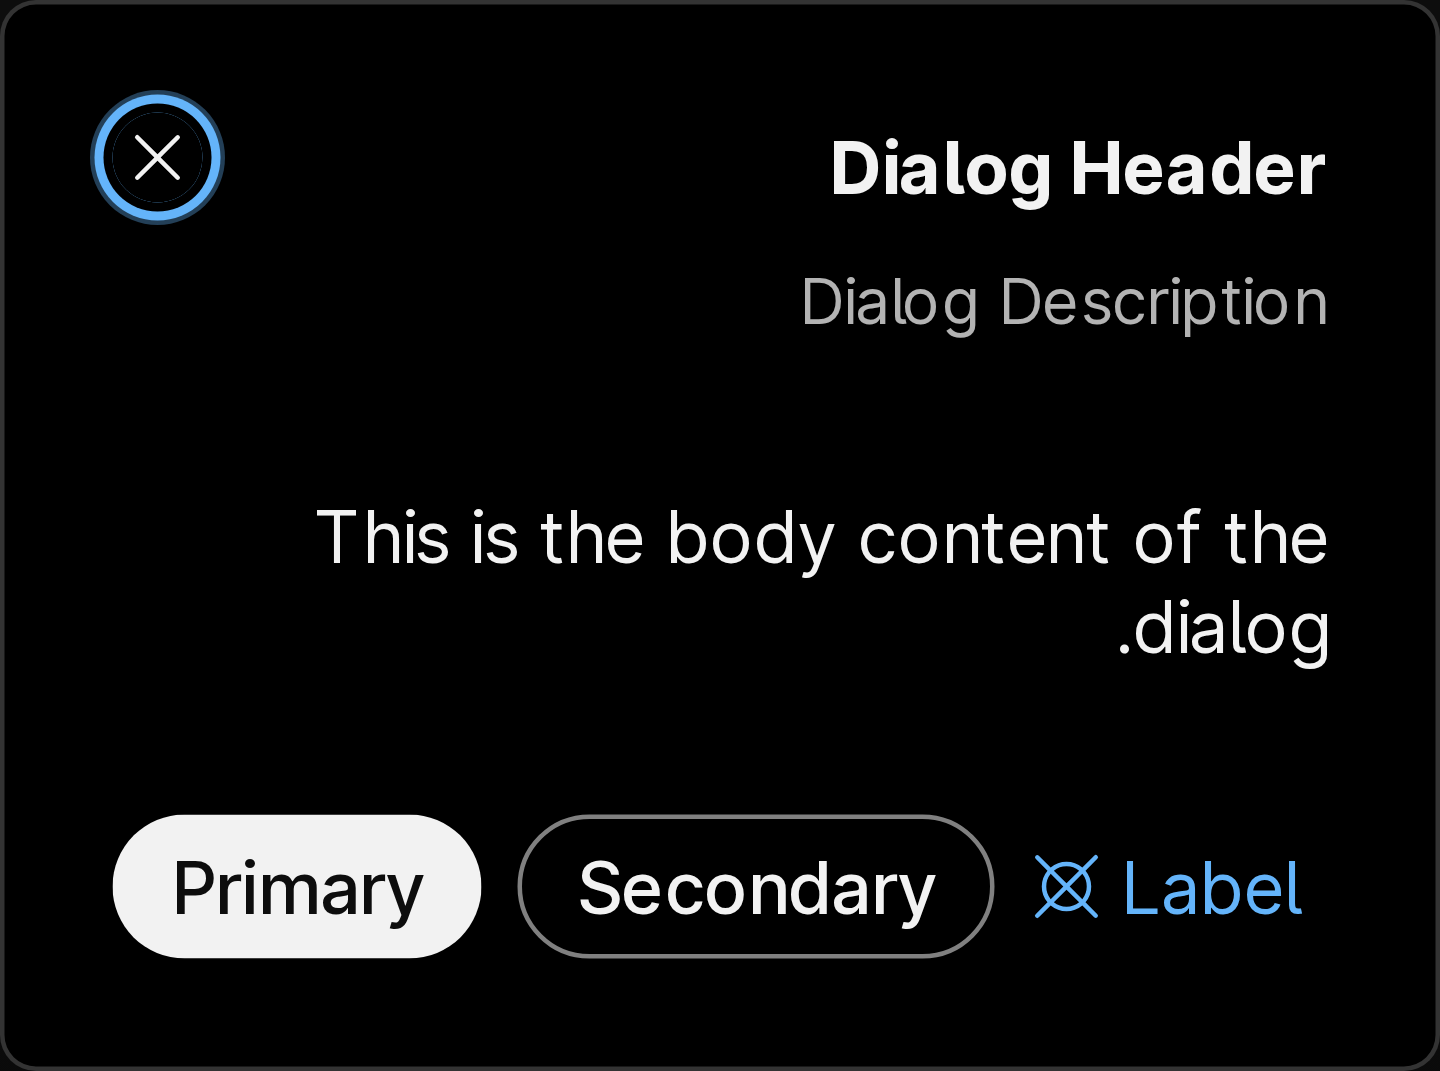 Dialog Header
Dialog Description
This is the body content of the
.dialog
Primary
Secondary
Label